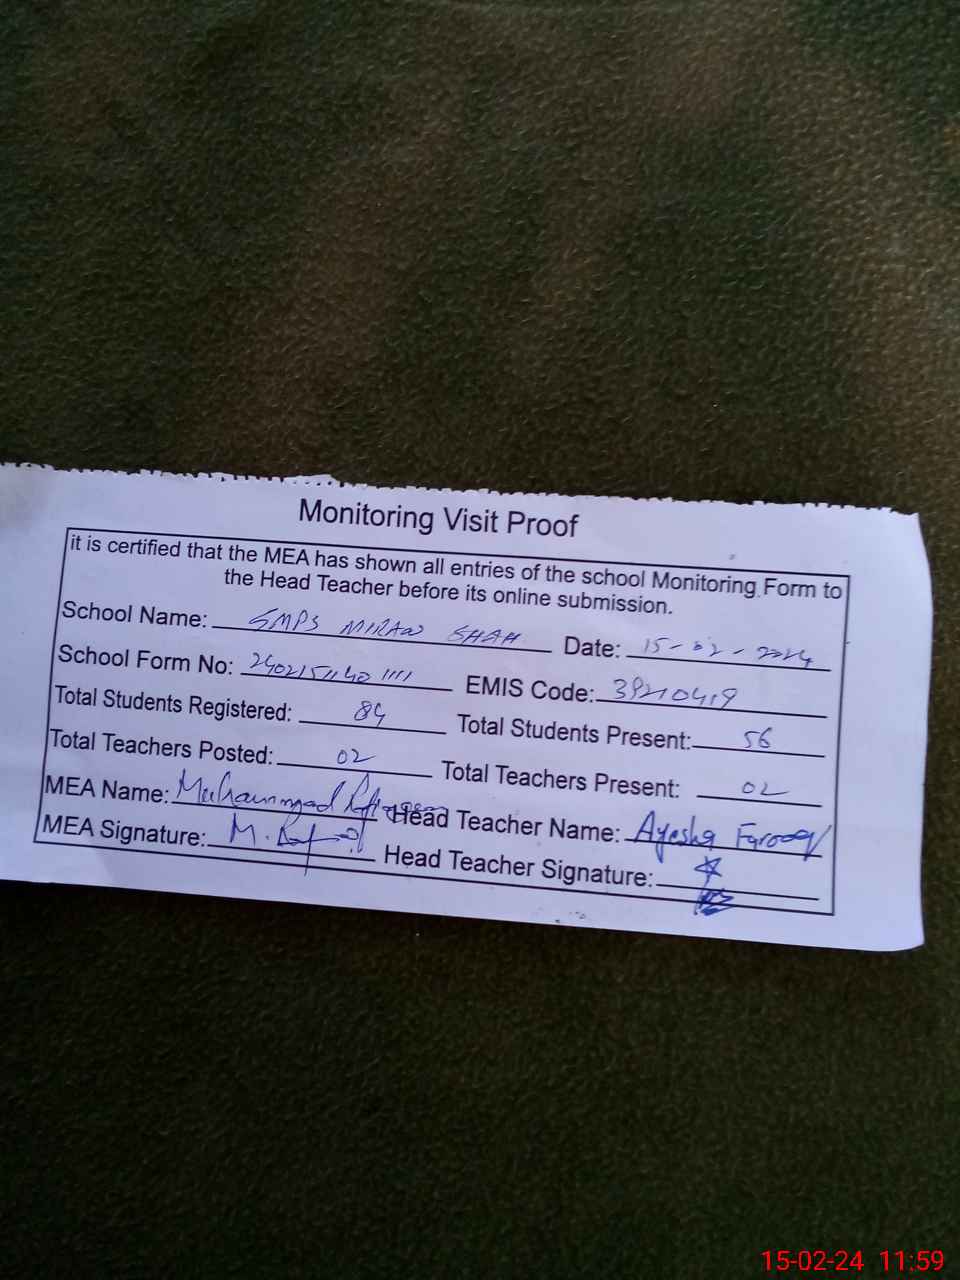 Monitoring Visit Proof
it is certified that the MEA has shown all entries of the school Monitoring Form to
the Head Teacher before its online submission.
School Name: GMPS MIRAN SHAH Date: 15-02-2024
School Form No: EMIS Code: 39210419
Total Students Registered: 84 Total Students Present: 56
Total Teachers Posted: 02 Total Teachers Present: 02
MEA Name: Muhammad Head Teacher Name: Ayesha Farooq
MEA Signature: M. Head Teacher Signature:
15-02-24 11:59